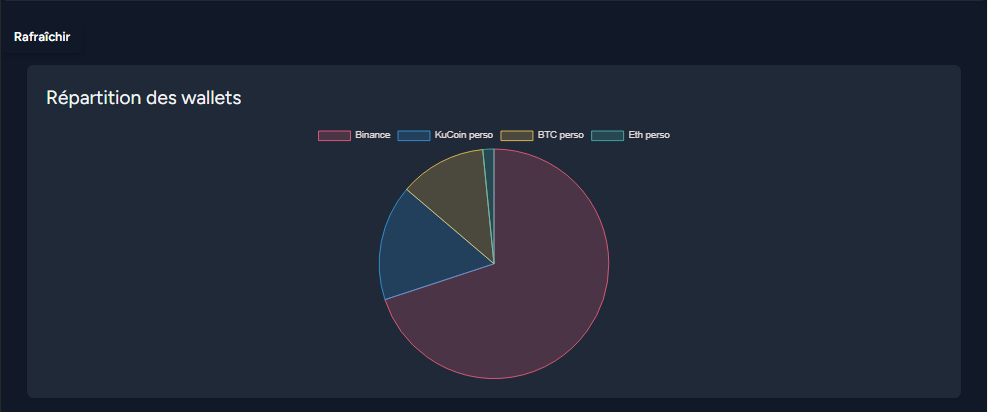 Rafraîchir
Répartition des wallets
Binance KuCoin perso BTC perso Eth perso